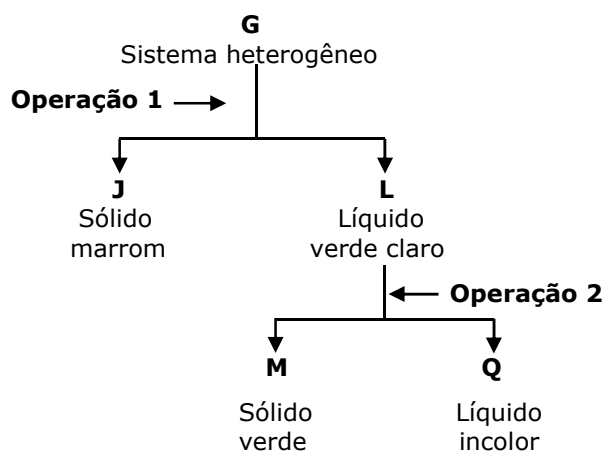 G
Sistema heterogêneo
Operação 1
J
Sólido
marrom
L
Líquido
verde claro
Operação 2
M
Sólido
verde
Q
Líquido
incolor